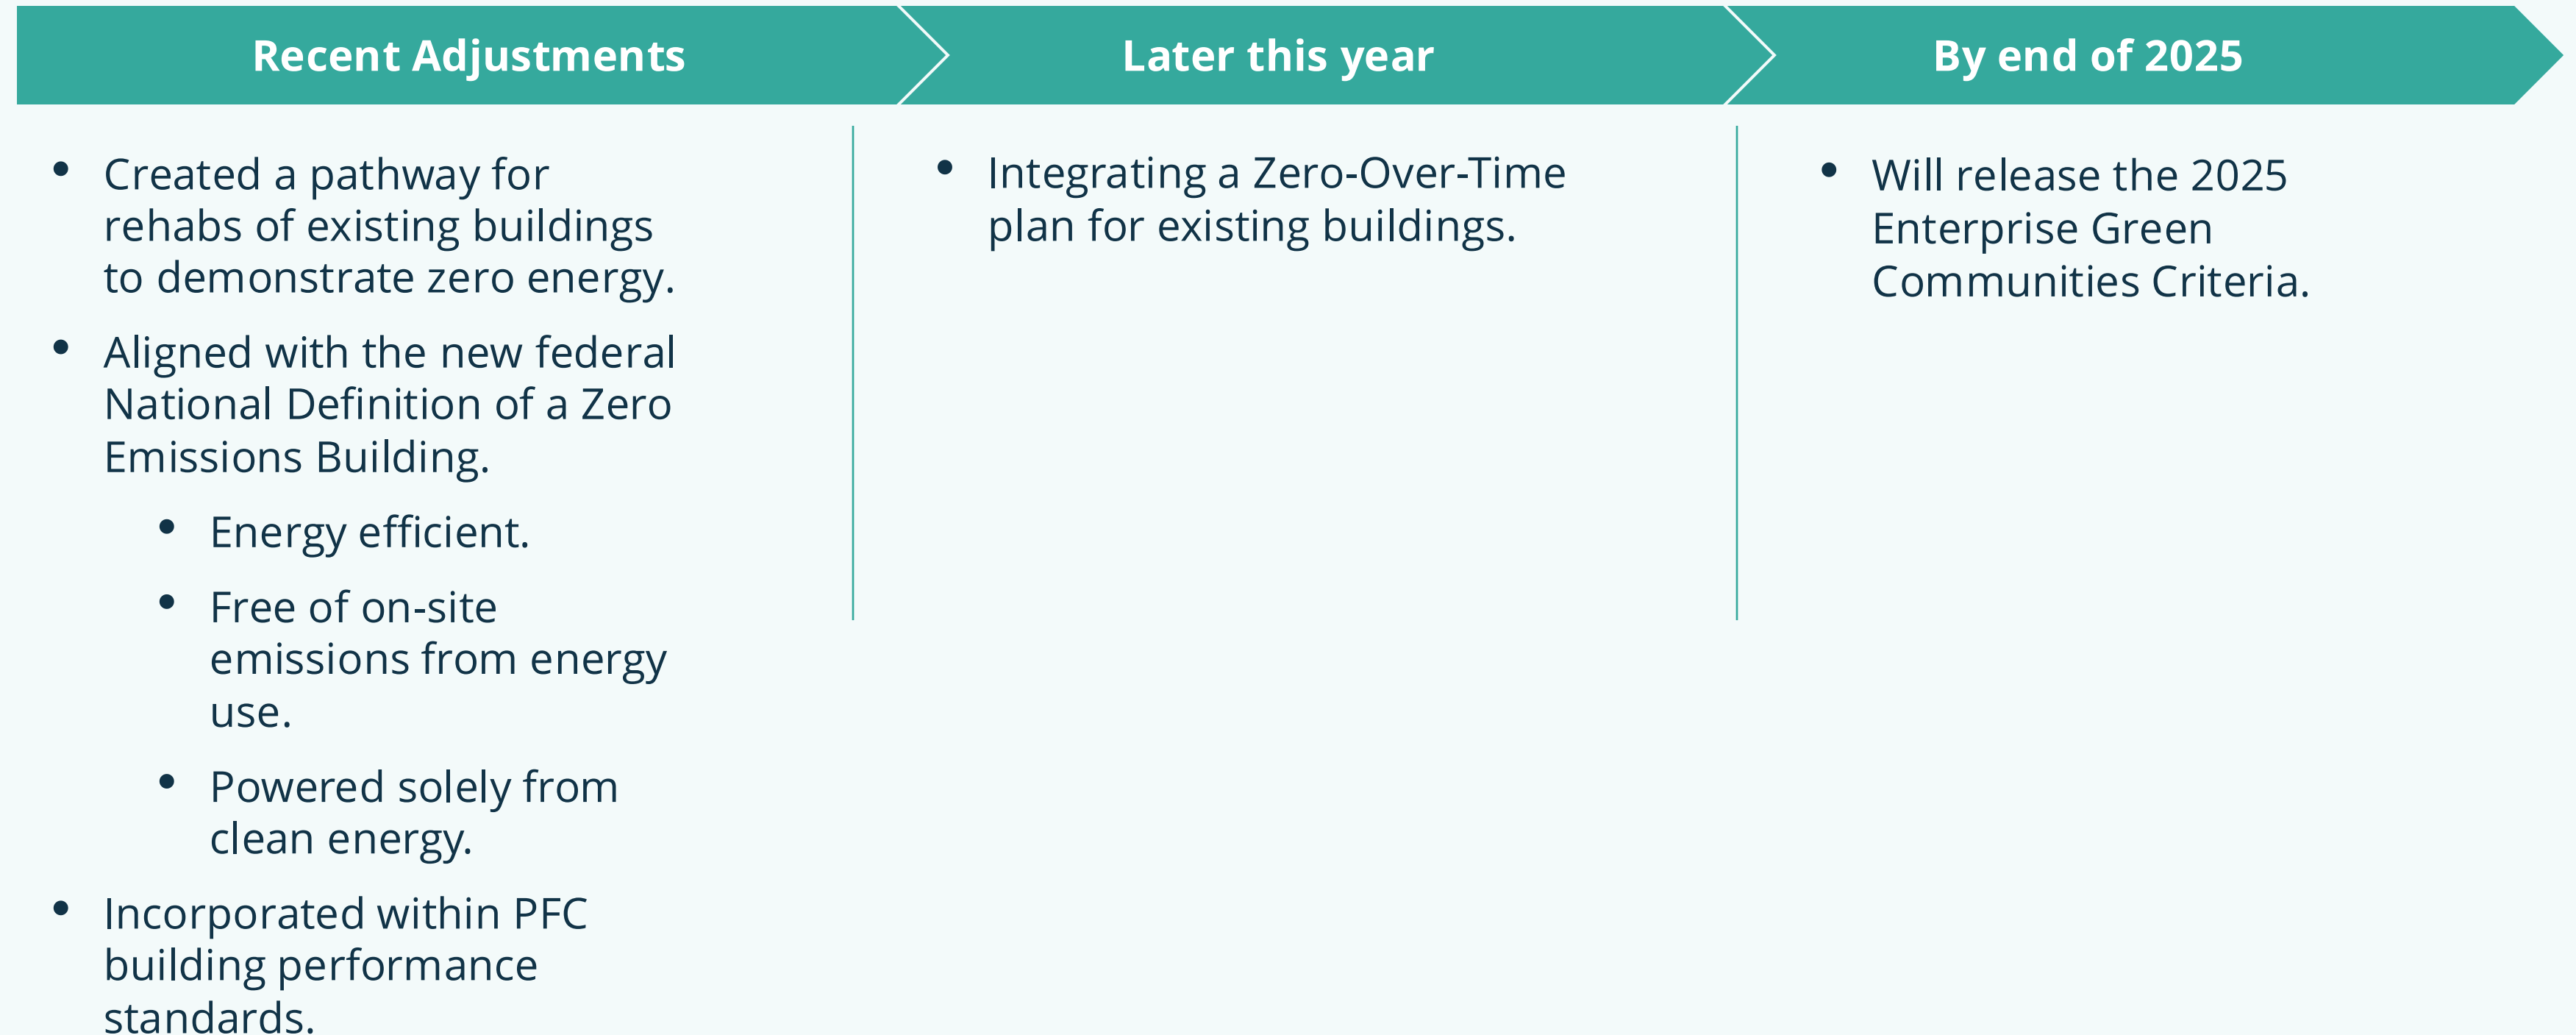 Recent Adjustments
Later this year
By end of 2025
• Created a pathway for
rehabs of existing buildings
to demonstrate zero energy.
• Aligned with the new federal
National Definition of a Zero
Emissions Building.
• Energy efficient.
• Free of on-site
emissions from energy
use.
• Powered solely from
clean energy.
• Incorporated within PFC
building performance
standards.
• Integrating a Zero-Over-Time
plan for existing buildings.
• Will release the 2025
Enterprise Green
Communities Criteria.